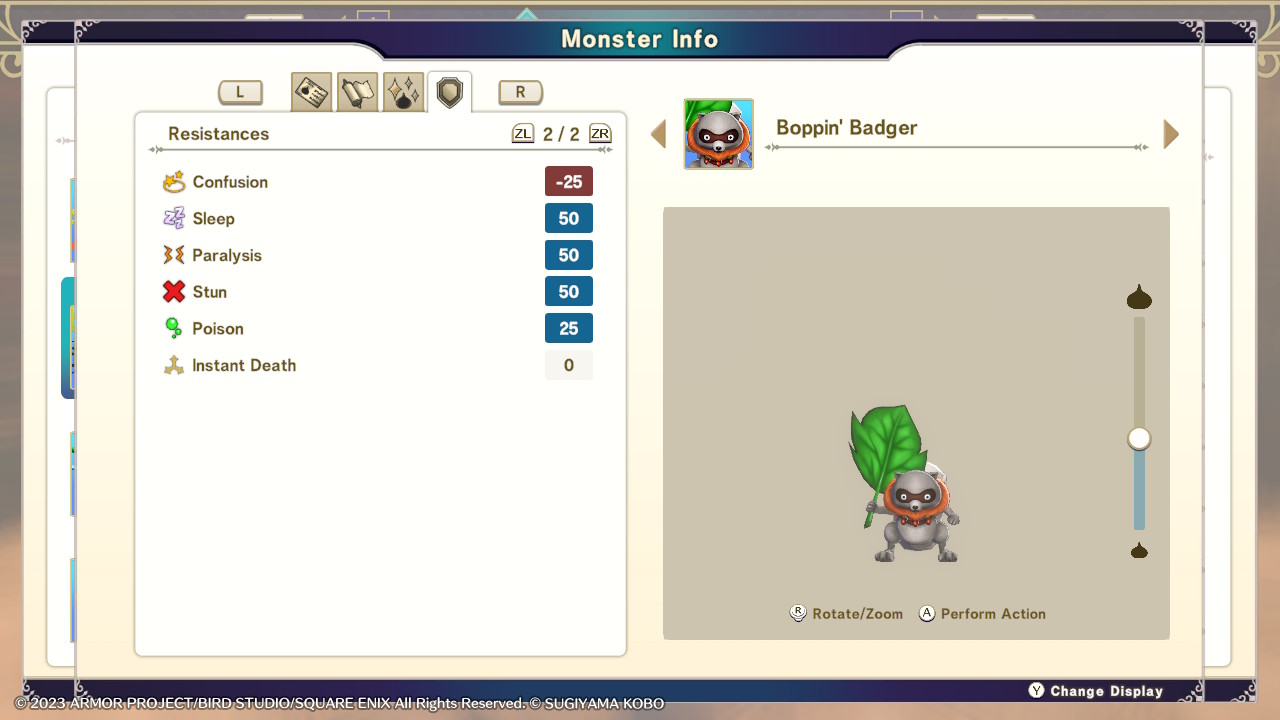 Monster Info
L
R
Resistances
ZL 2 / 2 ZR
Confusion -25
Sleep 50
Paralysis 50
Stun 50
Poison 25
Instant Death 0
Boppin' Badger
R Rotate/Zoom A Perform Action
Y Change Display
© 2023 ARMOR PROJECT/BIRD STUDIO/SQUARE ENIX All Rights Reserved. © SUGIYAMA KOBO